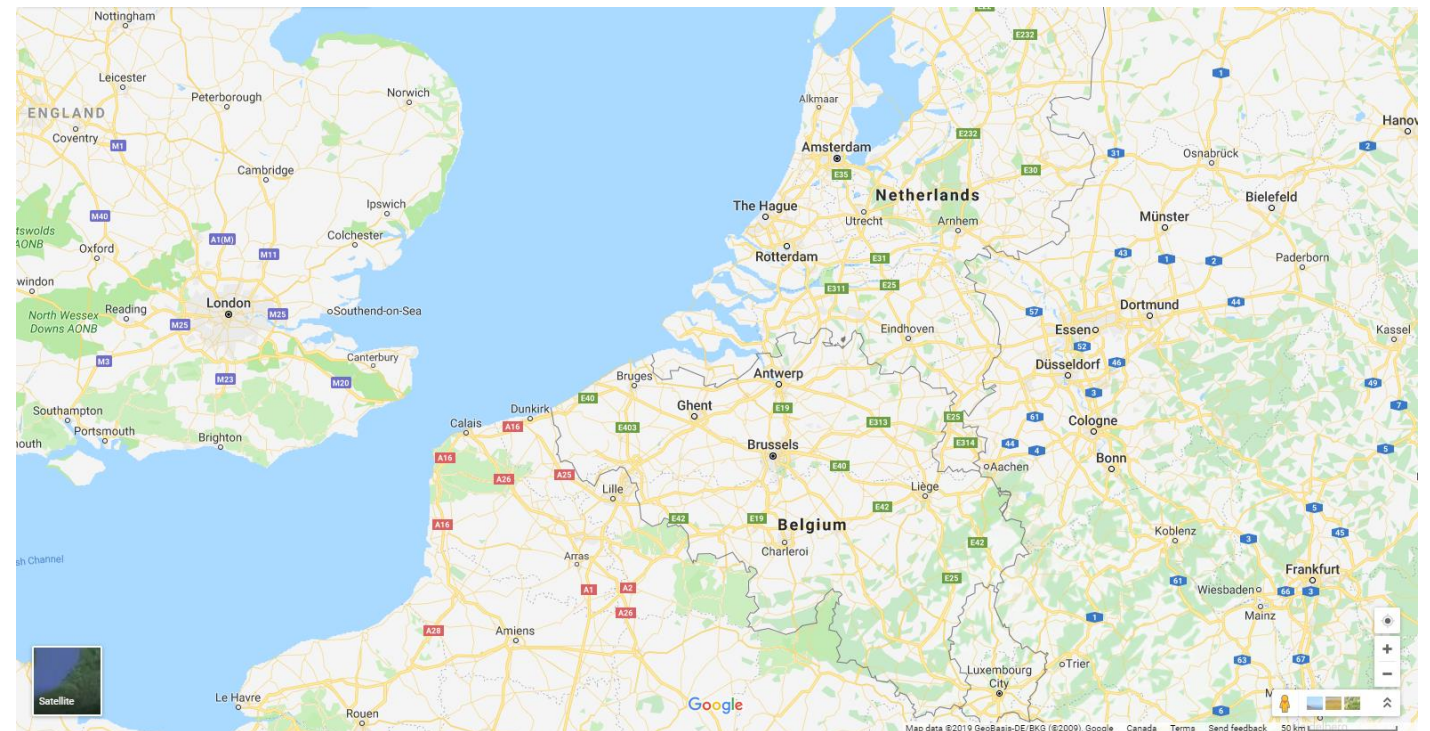 Nottingham
Leicester
Peterborough
Norwich
ENGLAND
Coventry
M1
Cambridge
Ipswich
M40
Colchester
A1(M)
M11
AONB
Oxford
London
M25
Southend-on-Sea
Reading
M25
North Wessex
Downs AONB
M3
Canterbury
M23
M20
Southampton
Portsmouth
Brighton
E22
E232
Alkmaar
E232
Amsterdam
E35
E30
Netherlands
The Hague
Utrecht
Arnhem
Rotterdam
E31
E311
E25
Eindhoven
1
31
2
Osnabrück
Bielefeld
Münster
43
1
2
Paderborn
57
Dortmund
44
Essen
52
Kassel
Düsseldorf
46
3
49
7
61
Cologne
44
4
5
Bonn
Aachen
Bruges
Antwerp
E40
Ghent
E19
E403
E313
E25
E314
Dunkirk
Calais
A16
A16
A26
A25
Brussels
E40
Lille
Liège
E42
E42
E19
Belgium
Charleroi
E42
E25
A16
Arras
A1
A2
A26
A28
Amiens
Channel
Koblenz
3
5
45
61
Wiesbaden
66
3
Frankfurt
Mainz
1
Luxembourg
City
Trier
63
67
6
Le Havre
Rouen
Satellite
Google
Map data ©2019 GeoBasis-DE/BKG (©2009), Google Canada Terms Send feedback 50 km